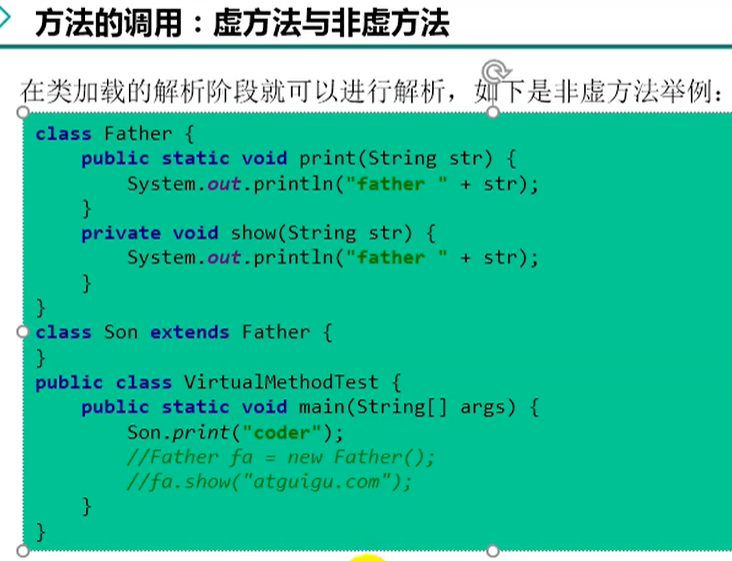 方法的调用：虚方法与非虚方法
在类加载的解析阶段就可以进行解析，如下是非虚方法举例：
class Father {
    public static void print(String str) {
        System.out.println("father " + str);
    }
    private void show(String str) {
        System.out.println("father " + str);
    }
}
class Son extends Father {
}
public class VirtualMethodTest {
    public static void main(String[] args) {
        Son.print("coder");
        //Father fa = new Father();
        //fa.show("atguigu.com");
    }
}